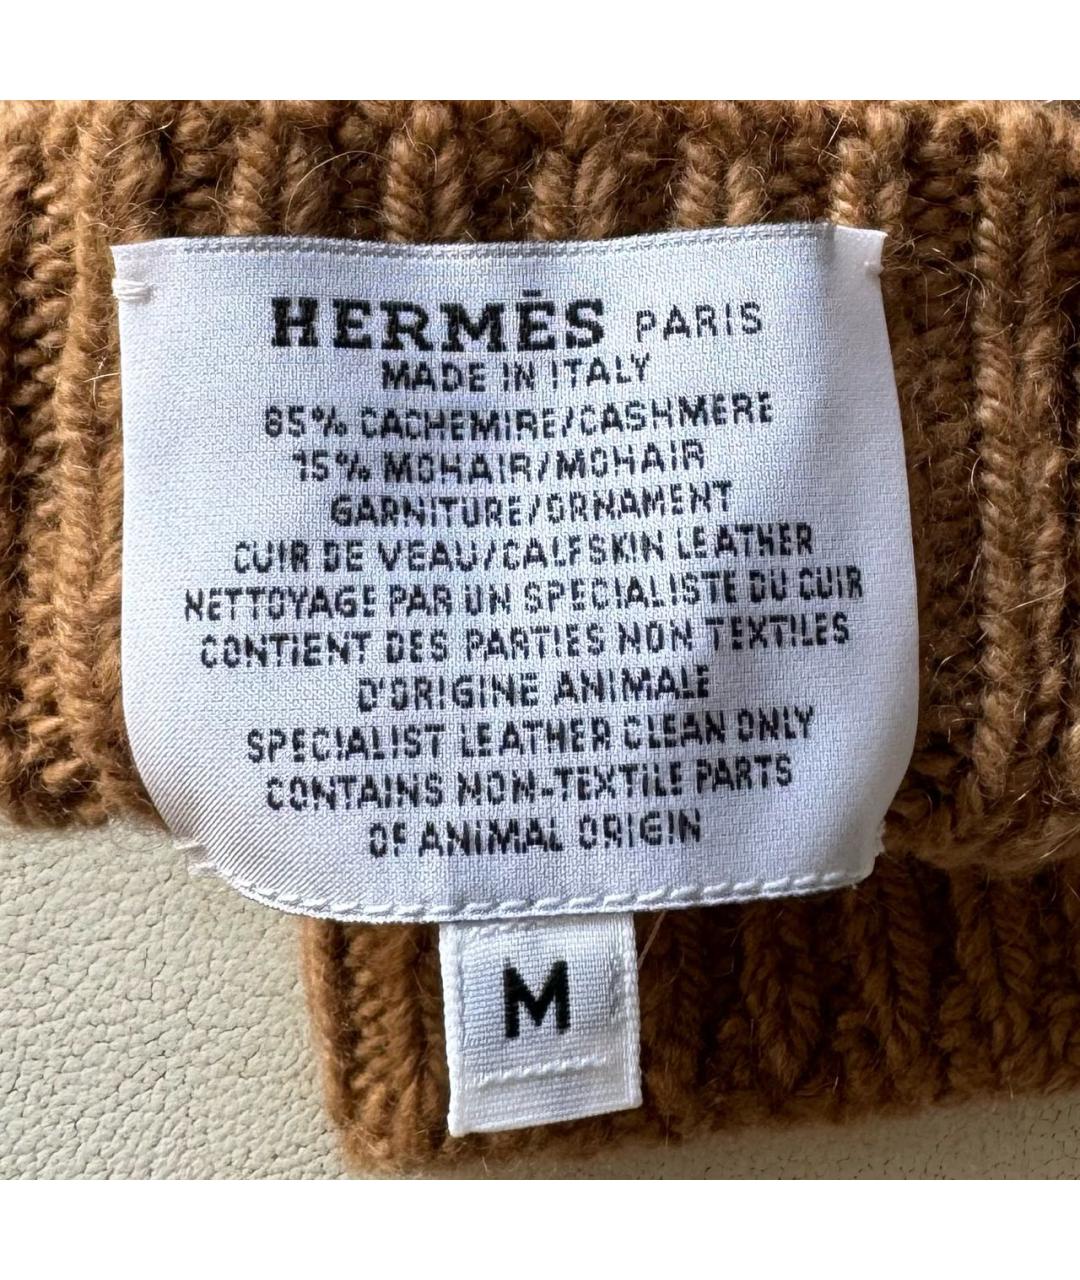 HERMÈS PARIS
MADE IN ITALY
85% CACHEMIRE/CASHMERE
15% MOHAIR/MOHAIR
GARNITURE/ORNAMENT
CUIR DE VEAU/CALFSKIN LEATHER
NETTOYAGE PAR UN SPECIALISTE DU CUIR
CONTIENT DES PARTIES NON TEXTILES
D'ORIGINE ANIMALE
SPECIALIST LEATHER CLEAN ONLY
CONTAINS NON-TEXTILE PARTS
OF ANIMAL ORIGIN
M